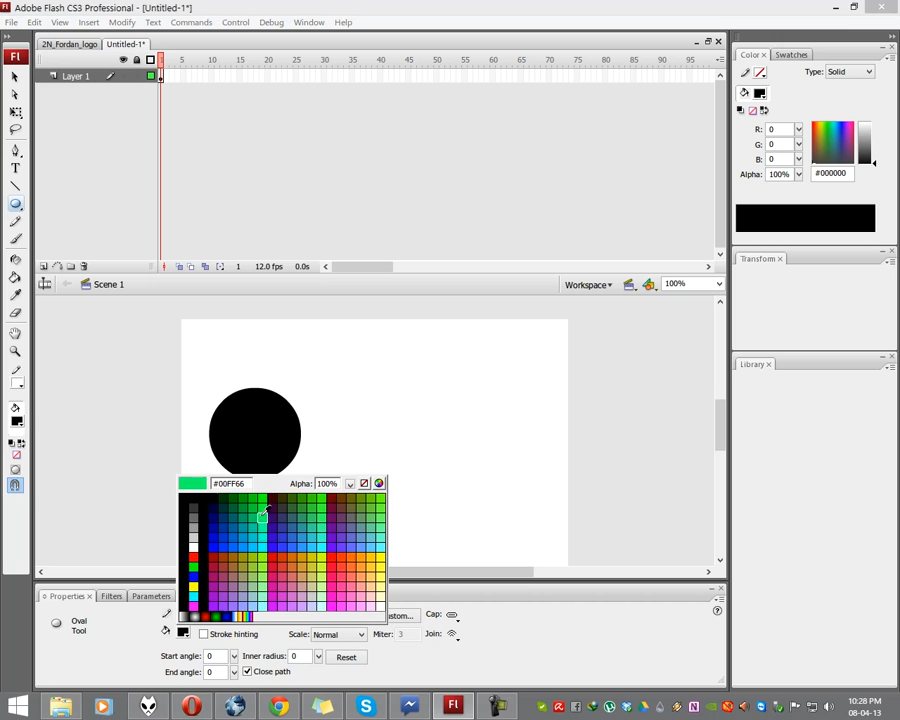 Adobe Flash CS3 Professional - [Untitled-1*]
File Edit View Insert Modify Text Commands Control Debug Window Help
2N_Fordan_logo Untitled-1*
1 5 10 15 20 25 30 35 40 45 50 55 60 65 70 75 80 85 90 95
Layer 1
1 12.0 fps 0.0s
Scene 1 Workspace 100%
Color Swatches
Type: Solid
R: 0
G: 0
B: 0
Alpha: 100% #000000
Transform
Library
#00FF66 Alpha: 100%
Properties Filters Parameters
Oval
Tool
ustom... Cap:
Stroke hinting Scale: Normal Miter: 3 Join:
Start angle: 0 Inner radius: 0 Reset
End angle: 0 Close path
10:28 PM
08-04-13